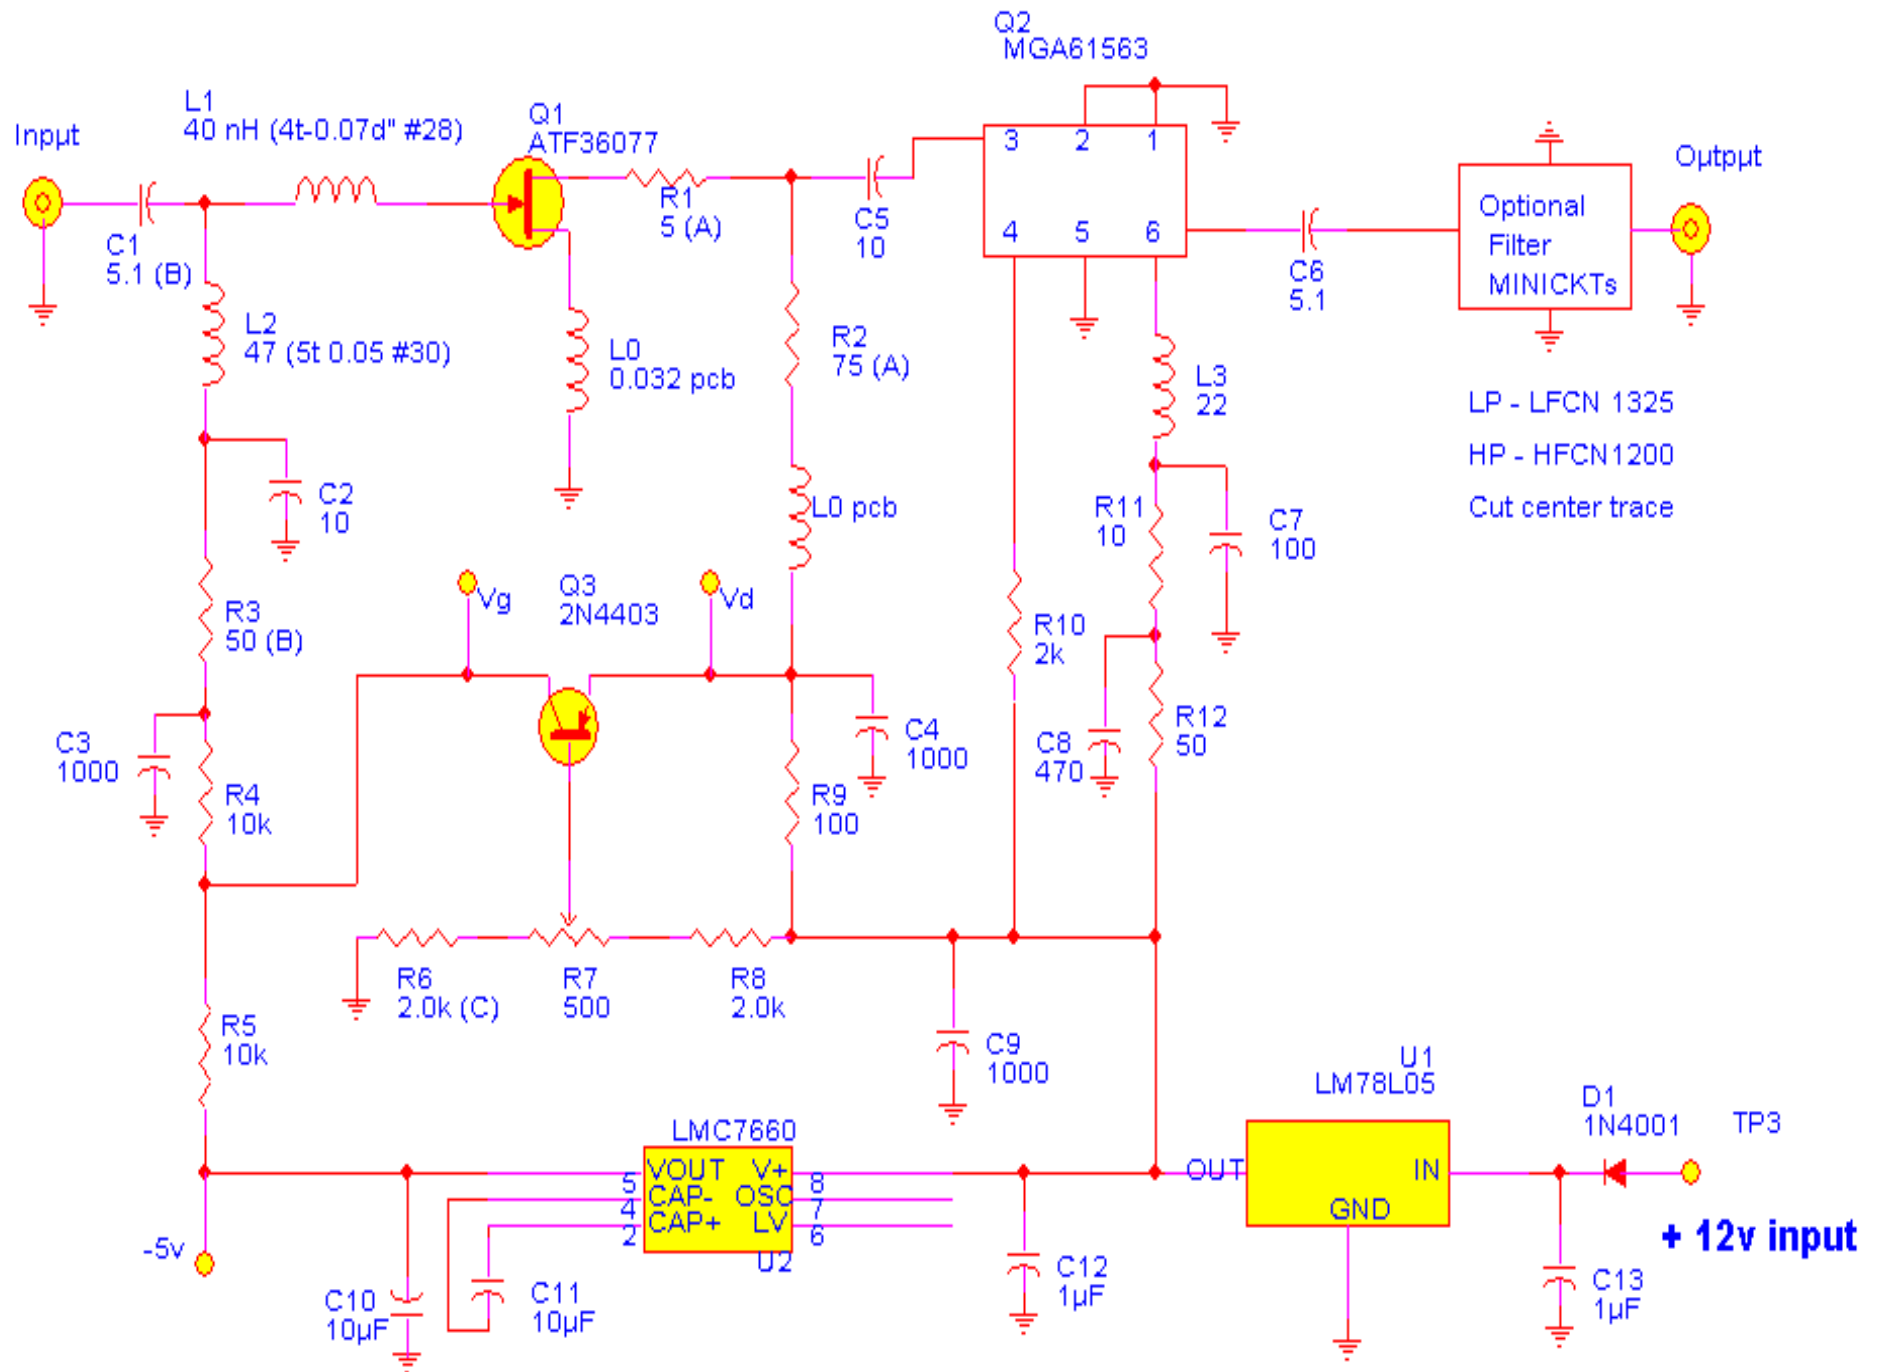 Q2
MGA61563
L1
40 nH (4t-0.07d" #28)
Q1
ATF36077
Inpµt
Oµtpµt
3
2
1
R1
5 (A)
C5
10
4
5
6
Optional
Filter
MINICKTs
C1
5.1 (B)
C6
5.1
L2
47 (5t 0.05 #30)
L0
0.032 pcb
R2
75 (A)
L3
22
LP - LFCN 1325
HP - HFCN1200
Cut center trace
C2
10
L0 pcb
R11
10
C7
100
Vg
Q3
2N4403
Vd
R3
50 (B)
R10
2k
C3
1000
R4
10k
C4
1000
R9
100
C8
470
R12
50
R6
2.0k (C)
R7
500
R8
2.0k
R5
10k
C9
1000
U1
LM78L05
D1
1N4001
TP3
LMC7660
VOUT V+
5 8
CAP- OSC
4 7
CAP+ LV
2 6
U2
OUT
IN
GND
+ 12v input
-5v
C10
10µF
C11
10µF
C12
1µF
C13
1µF